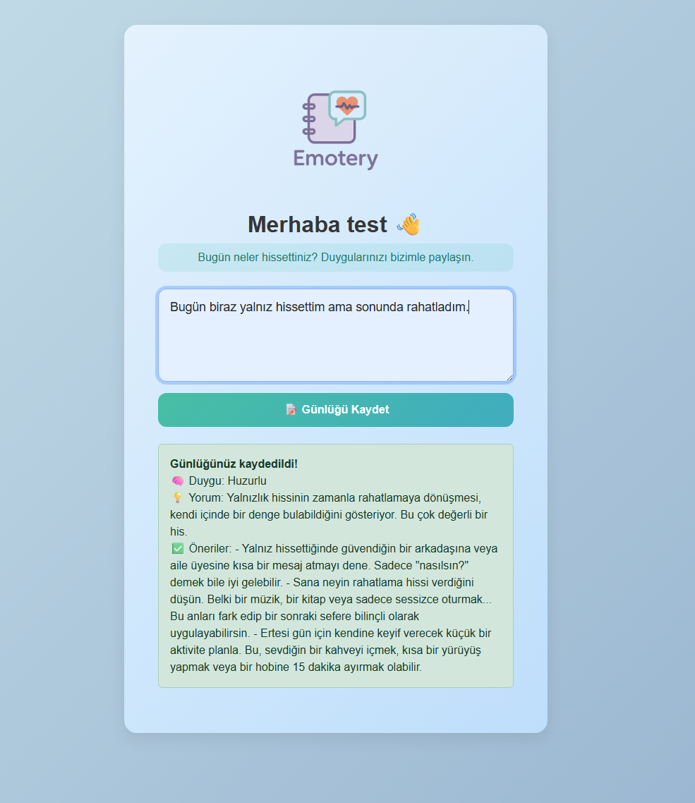 Emotery
Merhaba test 👋
Bugün neler hissettiniz? Duygularınızı bizimle paylaşın.
Bugün biraz yalnız hissettim ama sonunda rahatladım.
📝 Günlüğü Kaydet
Günlüğünüz kaydedildi!
🧠 Duygu: Huzurlu
💡 Yorum: Yalnızlık hissinin zamanla rahatlamaya dönüşmesi,
kendi içinde bir denge bulabildiğini gösteriyor. Bu çok değerli bir
his.
✅ Öneriler: - Yalnız hissettiğinde güvendiğin bir arkadaşına veya
aile üyesine kısa bir mesaj atmayı dene. Sadece "nasılsın?"
demek bile iyi gelebilir. - Sana neyin rahatlama hissi verdiğini
düşün. Belki bir müzik, bir kitap veya sadece sessizce oturmak...
Bu anları fark edip bir sonraki sefere bilinçli olarak
uygulayabilirsin. - Ertesi gün için kendine keyif verecek küçük bir
aktivite planla. Bu, sevdiğin bir kahveyi içmek, kısa bir yürüyüş
yapmak veya bir hobine 15 dakika ayırmak olabilir.